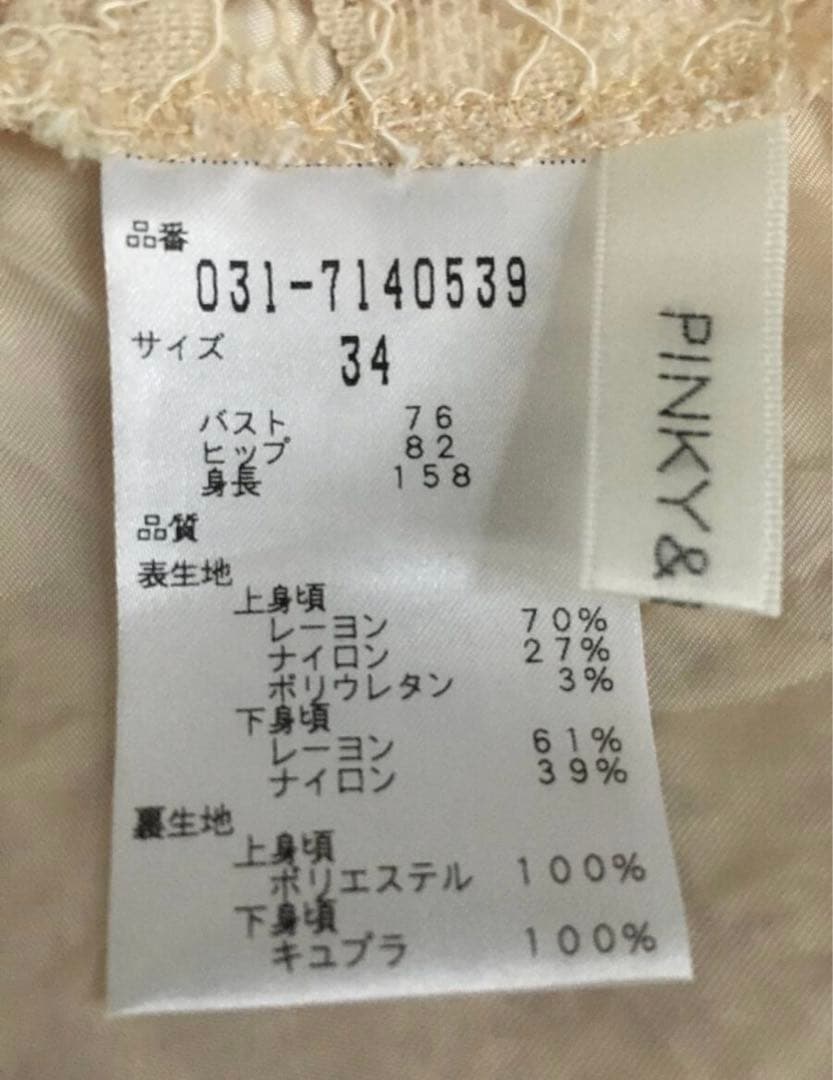 品番
031-7140539
サイズ 34
バスト 76
ヒップ 82
身長 158
品質
表生地
上身頃
レーヨン 70%
ナイロン 27%
ポリウレタン 3%
下身頃
レーヨン 61%
ナイロン 39%
裏生地
上身頃
ポリエステル 100%
下身頃
キュプラ 100%
PINKY&